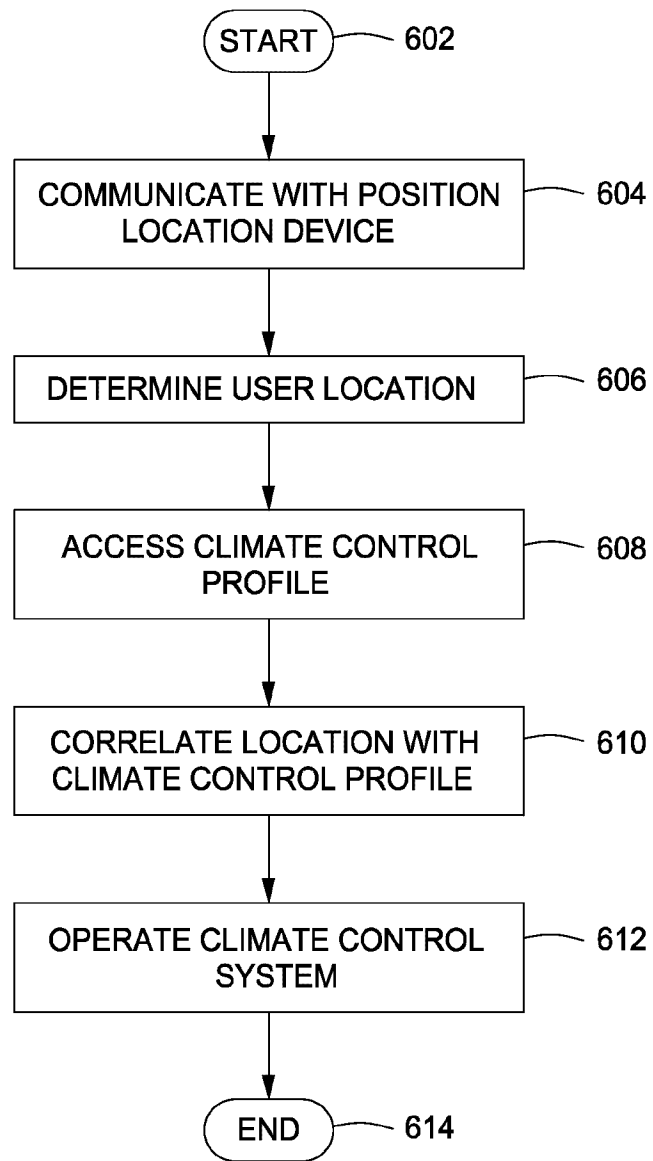 START 602
COMMUNICATE WITH POSITION
LOCATION DEVICE
604
DETERMINE USER LOCATION 606
ACCESS CLIMATE CONTROL
PROFILE
608
CORRELATE LOCATION WITH
CLIMATE CONTROL PROFILE
610
OPERATE CLIMATE CONTROL
SYSTEM
612
END 614